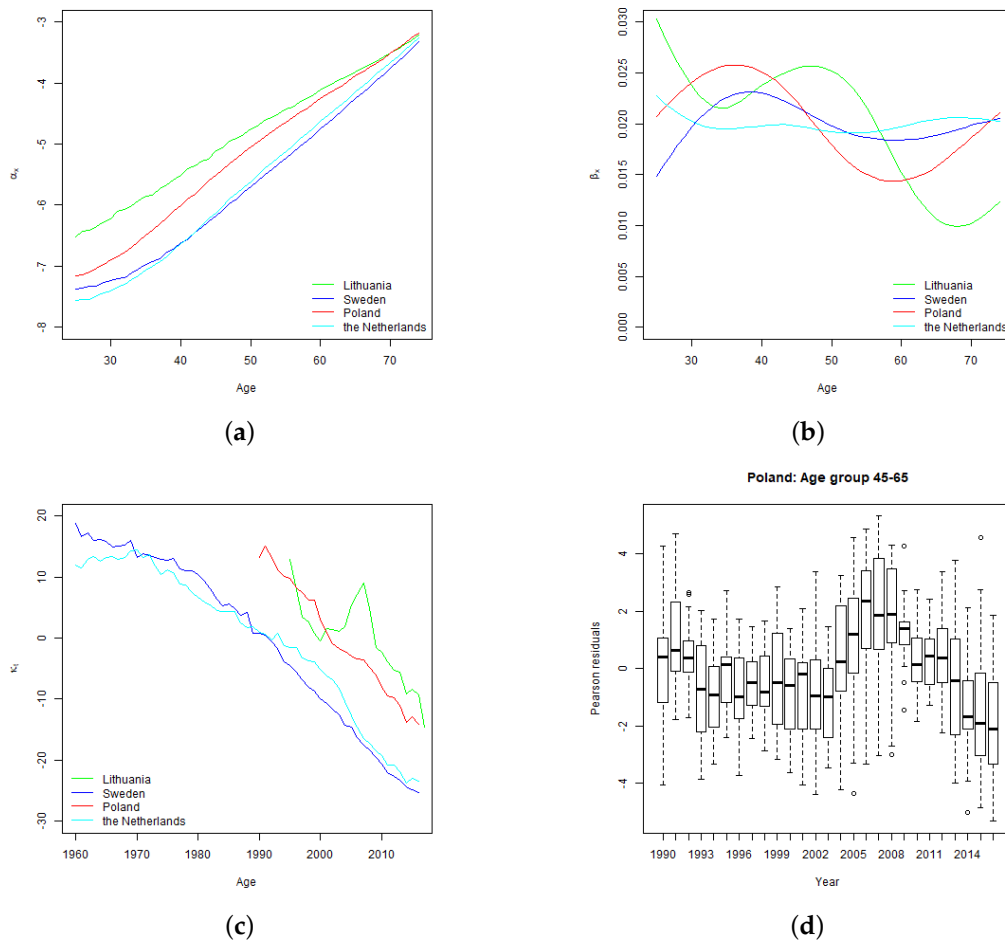 -3
-4
-5
-6
-7
-8
αx
30 40 50 60 70
Age
Lithuania
Sweden
Poland
the Netherlands
(a)
0.030
0.025
0.020
0.015
0.010
0.005
0.000
βx
30 40 50 60 70
Age
Lithuania
Sweden
Poland
the Netherlands
(b)
20
10
0
-10
-20
-30
κt
1960 1970 1980 1990 2000 2010
Age
Lithuania
Sweden
Poland
the Netherlands
(c)
Poland: Age group 45-65
4
2
0
-2
-4
Pearson residuals
1990 1993 1996 1999 2002 2005 2008 2011 2014
Year
(d)